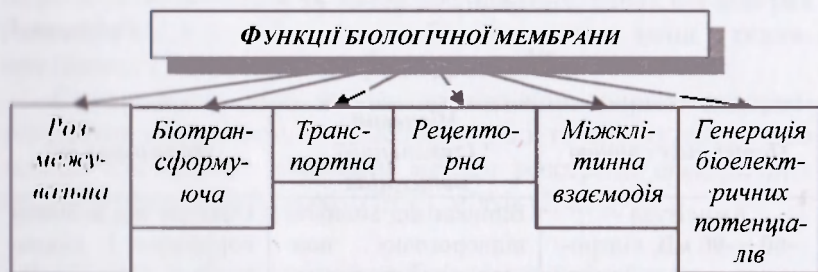 ФУНКЦІЇ БІОЛОГІЧНОЇ МЕМБРАНИ
Роз-
межу-
вальна
Біотран-
сформу-
юча
Транс-
портна
Рецепто-
рна
Міжклі-
тинна
взаємодія
Генерація
біоелект-
ричних
потенціа-
лів